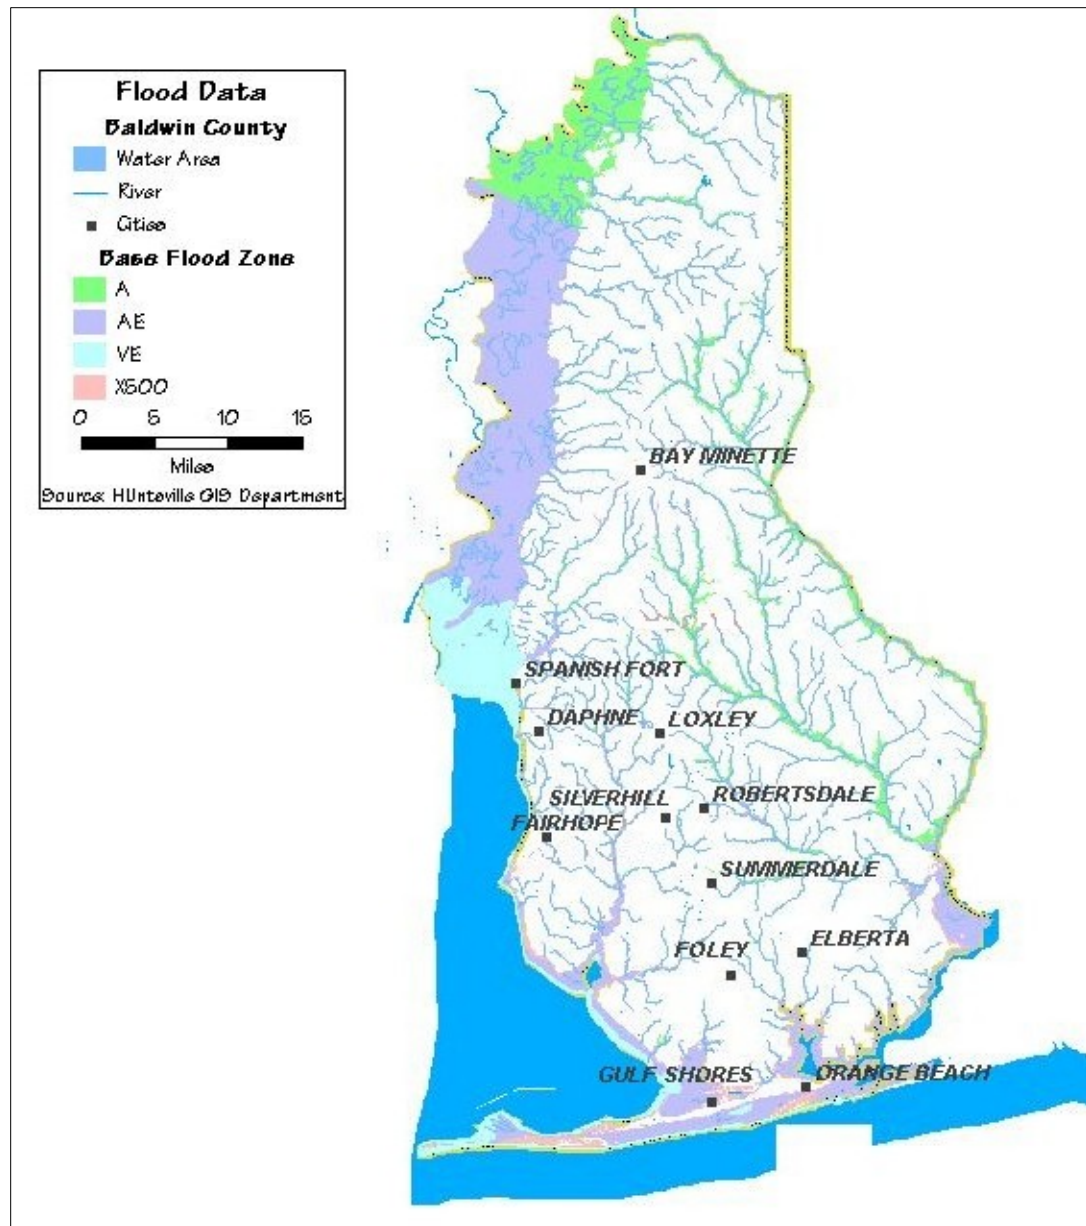 Flood Data
Baldwin County
Water Area
River
Cities
Base Flood Zone
A
AE
VE
X500
0 5 10 15
Miles
Source: HUntsville GIS Department
BAY MINETTE
SPANISH FORT
DAPHNE
LOXLEY
SILVERHILL
ROBERTSDALE
FAIRHOPE
SUMMERDALE
FOLEY
ELBERTA
GULF SHORES
ORANGE BEACH